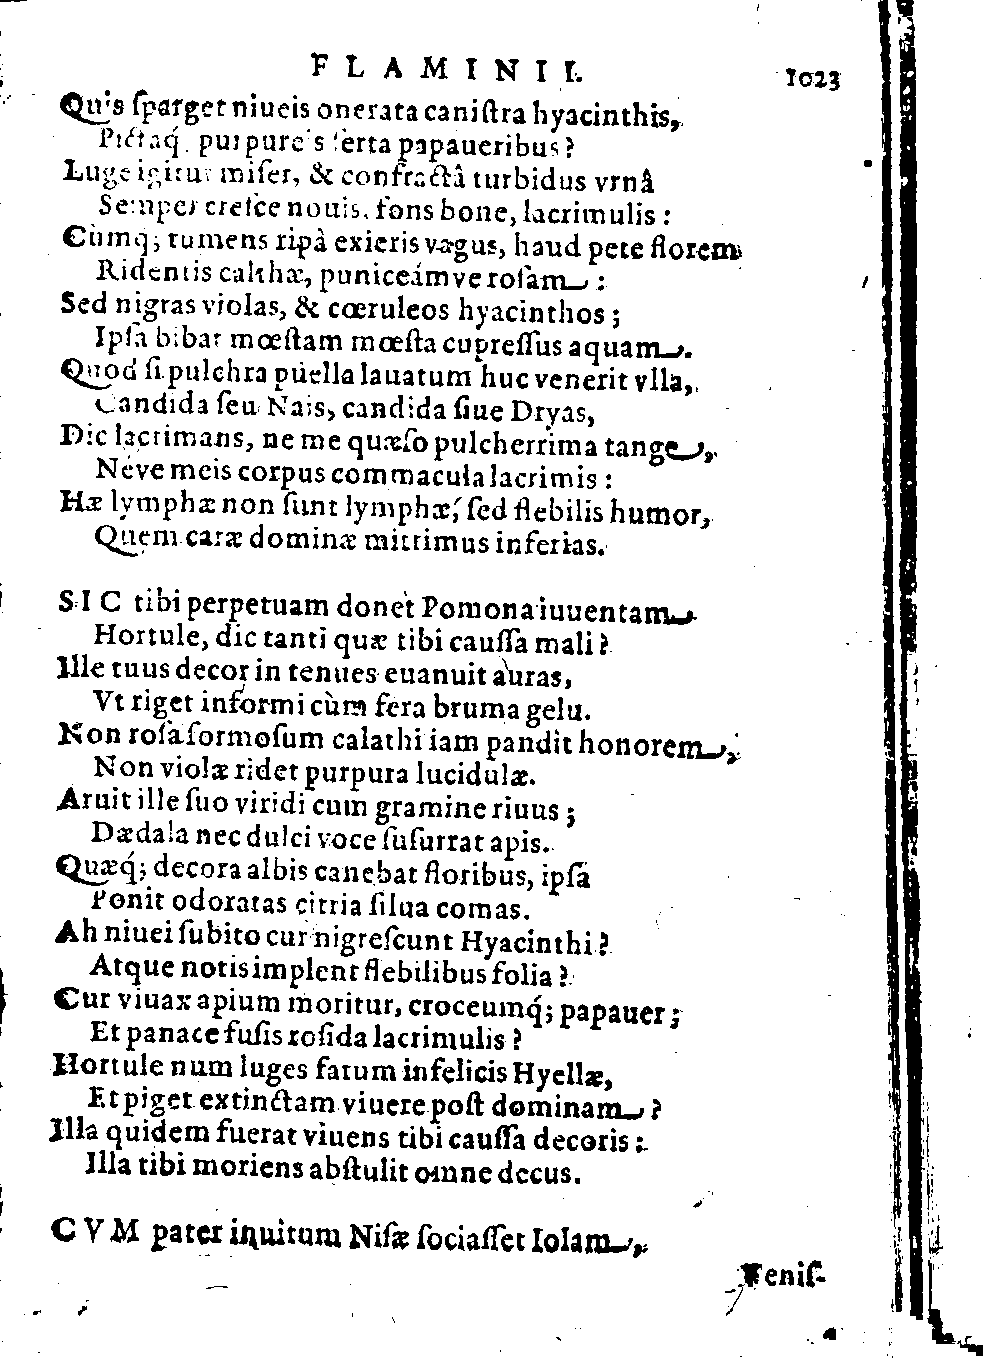 FLAMINII. 1023
Quis ſparget niueis onerata caniſtra hyacinthis,
Pictaq́. purpureis ſerta papaueribus?
Luge igitur miſer, & confractâ turbidus vrnâ
Semper creſce nouis, fons bone, lacrimulis:
Cùmq; tumens ripâ exieris vagus, haud pete florem
Ridentis calthæ, puniceámve roſam:
Sed nigras violas, & cœruleos hyacinthos;
Ipſa bibat mœſtam mœſta cupreſſus aquam.
Quod ſi pulchra puella lauatum huc venerit vlla,
Candida ſeu Nais, candida ſiue Dryas,
Dic lacrimans, ne me quæſo pulcherrima tange,
Néve meis corpus commacula lacrimis:
Hæ lymphæ non ſunt lymphæ, ſed flebilis humor,
Quem caræ dominæ mittimus inferias.
SIC tibi perpetuam donet Pomona iuuentam
Hortule, dic tanti quæ tibi cauſſa mali?
Ille tuus decor in tenues euanuit auras,
Vt riget informi cùm fera bruma gelu.
Non roſa formoſum calathi iam pandit honorem,
Non violæ ridet purpura lucidulæ.
Aruit ille ſuo viridi cum gramine riuus;
Dædala nec dulci voce ſuſurrat apis.
Quæq́; decora albis canebat floribus, ipſa
Ponit odoratas citria ſilua comas.
Ah niuei ſubito cur nigreſcunt Hyacinthi?
Atque notis implent flebilibus folia?
Cur viuax apium moritur, croceumq́; papauer;
Et panace fuſis roſida lacrimulis?
Hortule num luges fatum infelicis Hyellæ,
Et piget extinctam viuere poſt dominam?
Illa quidem fuerat viuens tibi cauſſa decoris:
Illa tibi moriens abſtulit omne decus.
CVM pater inuitum Niſæ ſociaſſet Iolam,
Veniſ-